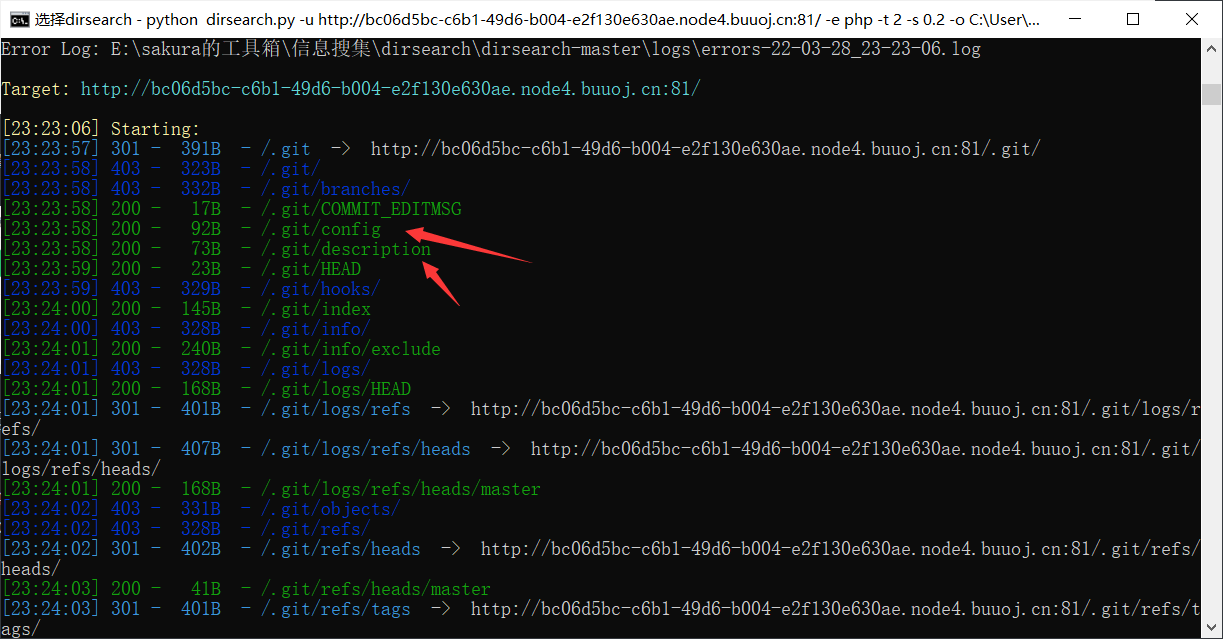 选择dirsearch - python  dirsearch.py -u http://bc06d5bc-c6b1-49d6-b004-e2f130e630ae.node4.buuoj.cn:81/ -e php -t 2 -s 0.2 -o C:\User\...
Error Log: E:\sakura的工具箱\信息搜集\dirsearch\dirsearch-master\logs\errors-22-03-28_23-23-06.log
Target: http://bc06d5bc-c6b1-49d6-b004-e2f130e630ae.node4.buuoj.cn:81/
[23:23:06] Starting:
[23:23:57] 301 -  391B  - /.git  ->  http://bc06d5bc-c6b1-49d6-b004-e2f130e630ae.node4.buuoj.cn:81/.git/
[23:23:58] 403 -  323B  - /.git/
[23:23:58] 403 -  332B  - /.git/branches/
[23:23:58] 200 -   17B  - /.git/COMMIT_EDITMSG
[23:23:58] 200 -   92B  - /.git/config
[23:23:58] 200 -   73B  - /.git/description
[23:23:59] 200 -   23B  - /.git/HEAD
[23:23:59] 403 -  329B  - /.git/hooks/
[23:24:00] 200 -  145B  - /.git/index
[23:24:00] 403 -  328B  - /.git/info/
[23:24:01] 200 -  240B  - /.git/info/exclude
[23:24:01] 403 -  328B  - /.git/logs/
[23:24:01] 200 -  168B  - /.git/logs/HEAD
[23:24:01] 301 -  401B  - /.git/logs/refs  ->  http://bc06d5bc-c6b1-49d6-b004-e2f130e630ae.node4.buuoj.cn:81/.git/logs/r
efs/
[23:24:01] 301 -  407B  - /.git/logs/refs/heads  ->  http://bc06d5bc-c6b1-49d6-b004-e2f130e630ae.node4.buuoj.cn:81/.git/
logs/refs/heads/
[23:24:01] 200 -  168B  - /.git/logs/refs/heads/master
[23:24:02] 403 -  331B  - /.git/objects/
[23:24:02] 403 -  328B  - /.git/refs/
[23:24:02] 301 -  402B  - /.git/refs/heads  ->  http://bc06d5bc-c6b1-49d6-b004-e2f130e630ae.node4.buuoj.cn:81/.git/refs/
heads/
[23:24:03] 200 -   41B  - /.git/refs/heads/master
[23:24:03] 301 -  401B  - /.git/refs/tags  ->  http://bc06d5bc-c6b1-49d6-b004-e2f130e630ae.node4.buuoj.cn:81/.git/refs/t
ags/